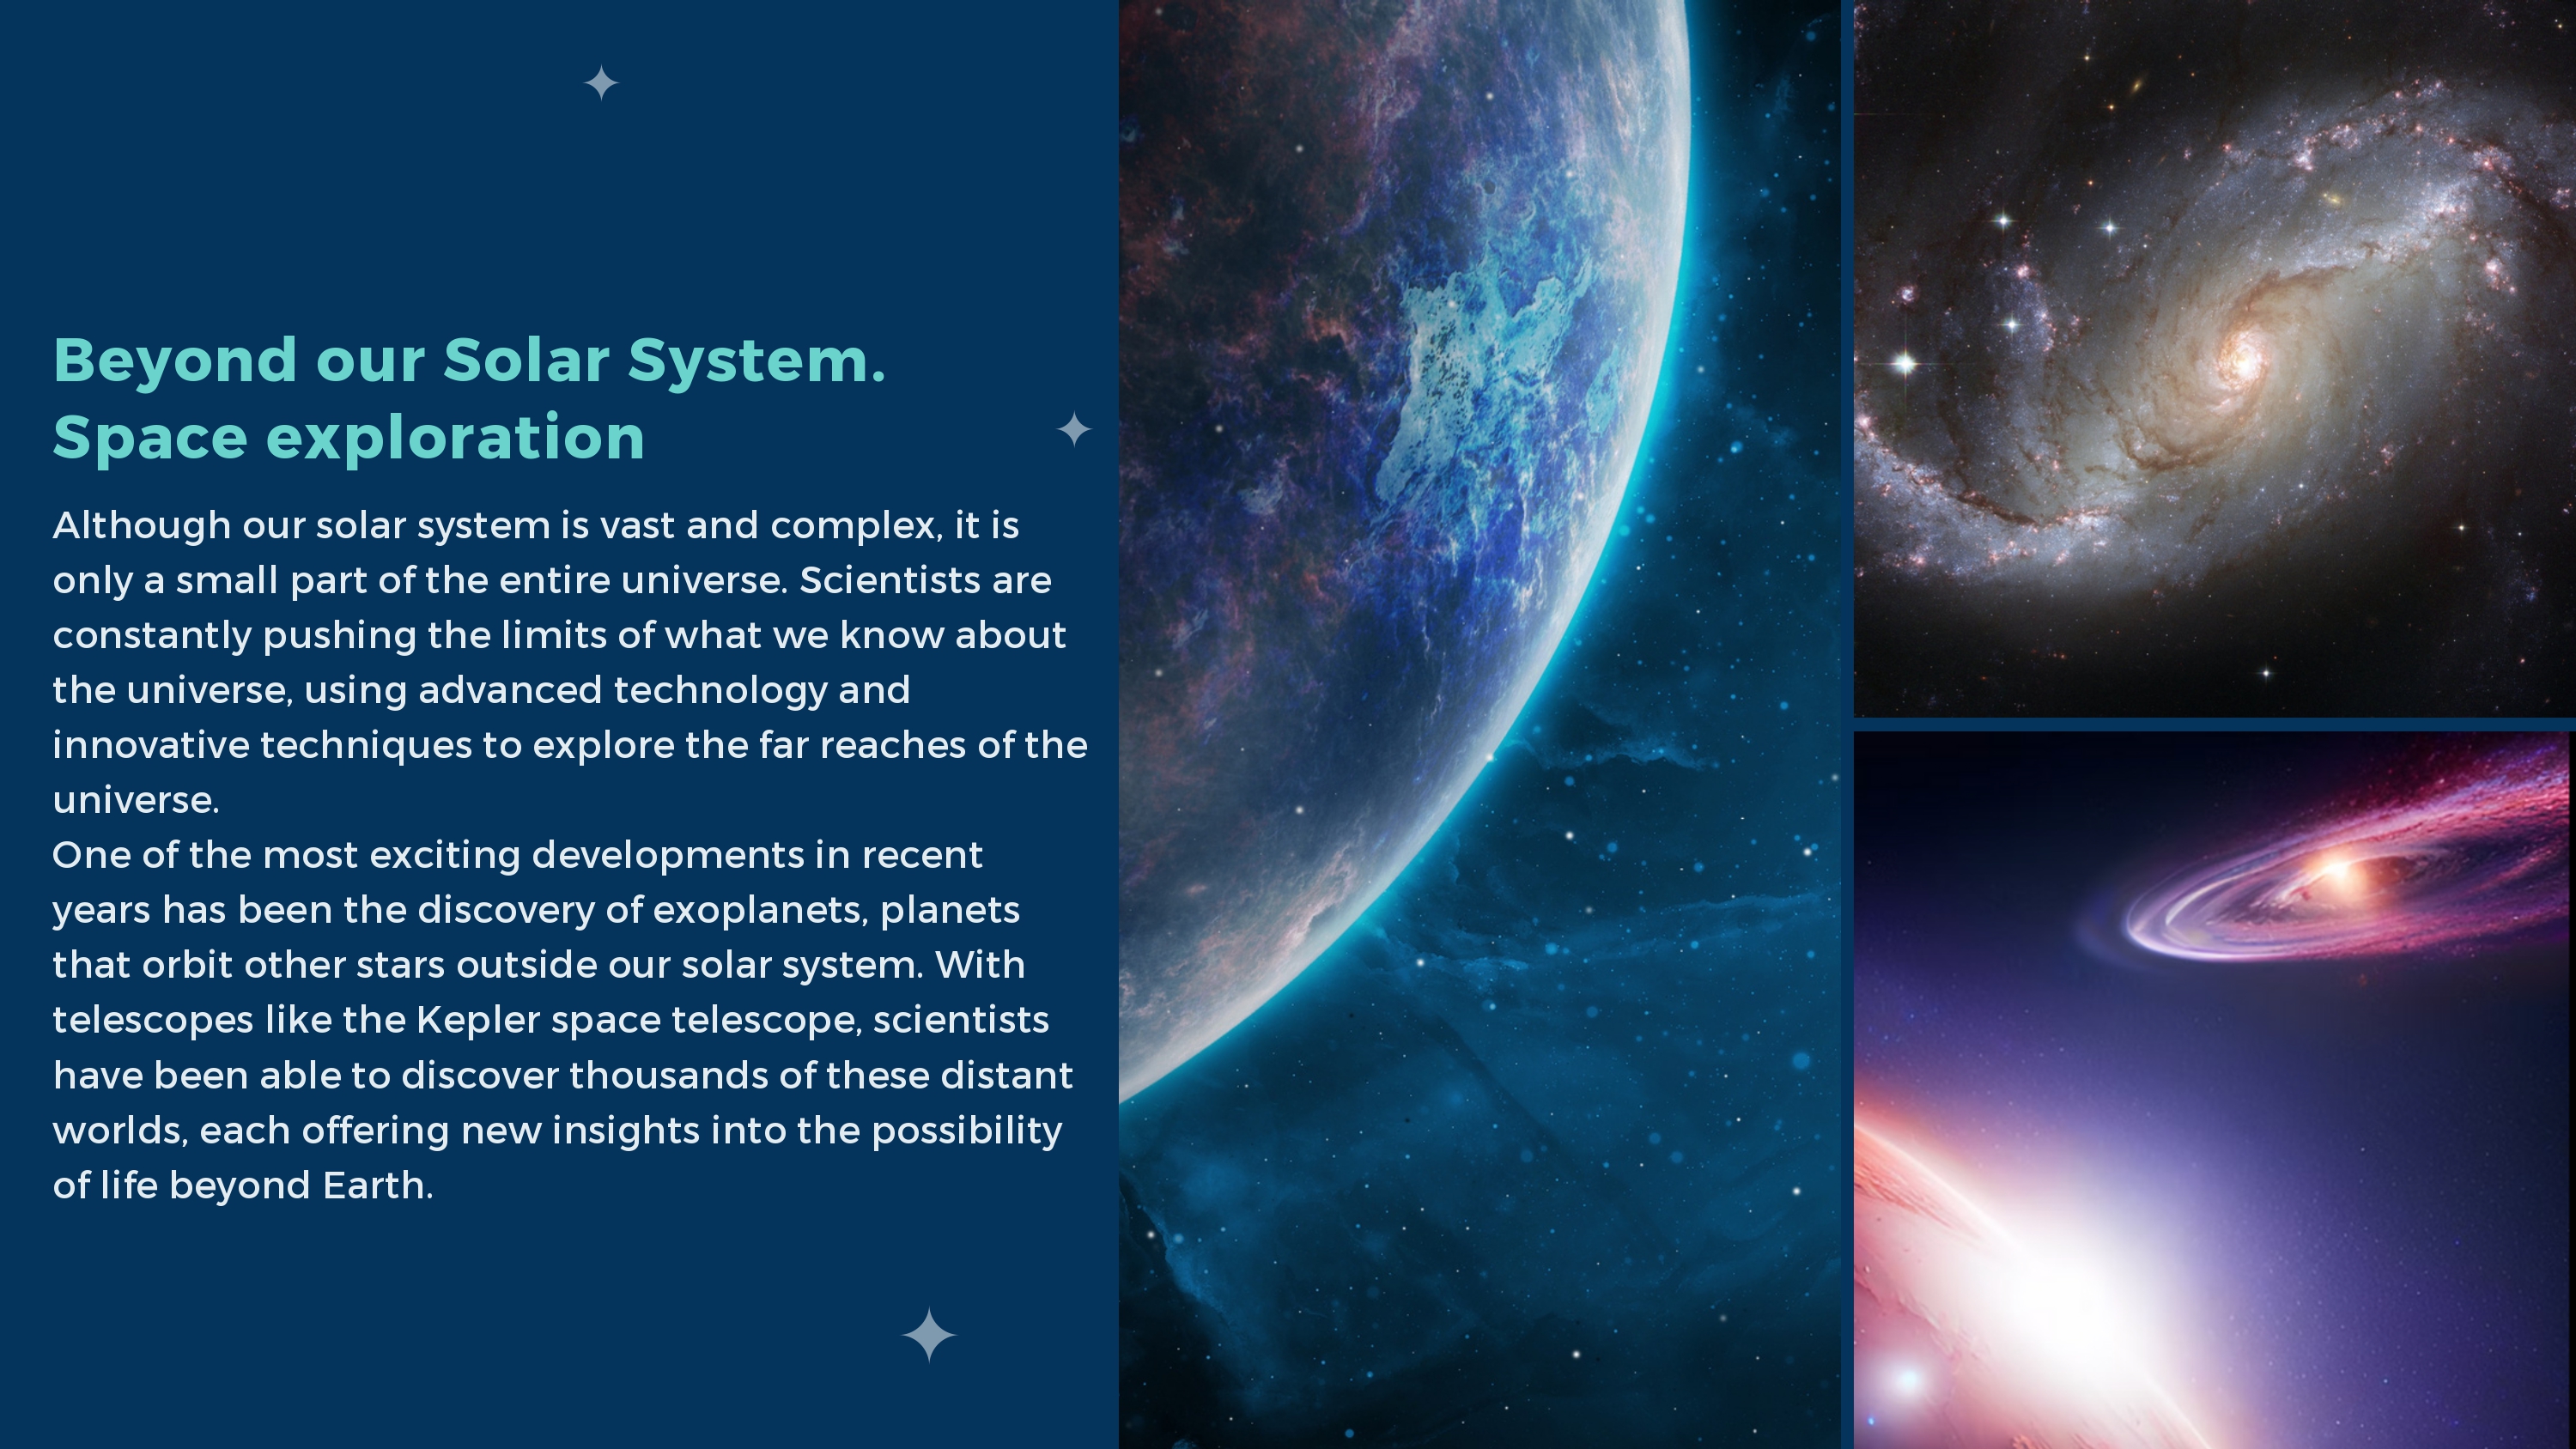 Beyond our Solar System.
Space exploration
Although our solar system is vast and complex, it is
only a small part of the entire universe. Scientists are
constantly pushing the limits of what we know about
the universe, using advanced technology and
innovative techniques to explore the far reaches of the
universe.
One of the most exciting developments in recent
years has been the discovery of exoplanets, planets
that orbit other stars outside our solar system. With
telescopes like the Kepler space telescope, scientists
have been able to discover thousands of these distant
worlds, each offering new insights into the possibility
of life beyond Earth.